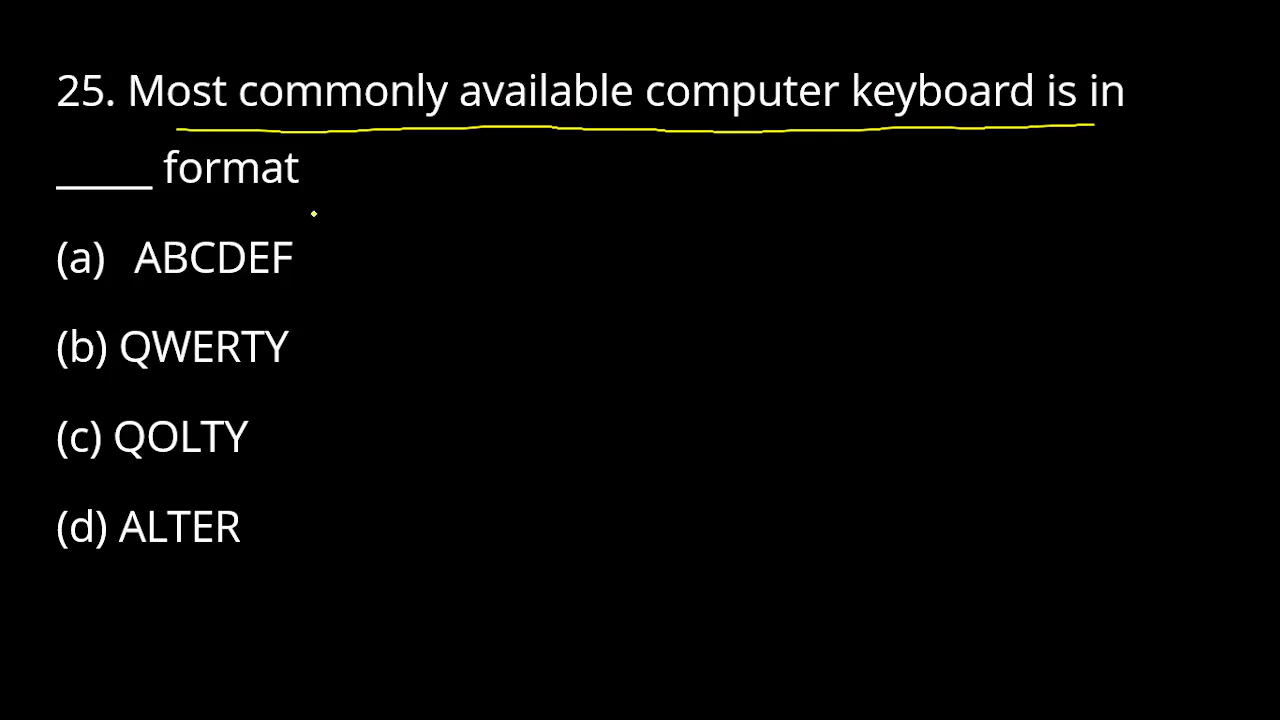 25. Most commonly available computer keyboard is in
_____ format
(a) ABCDEF
(b) QWERTY
(c) QOLTY
(d) ALTER